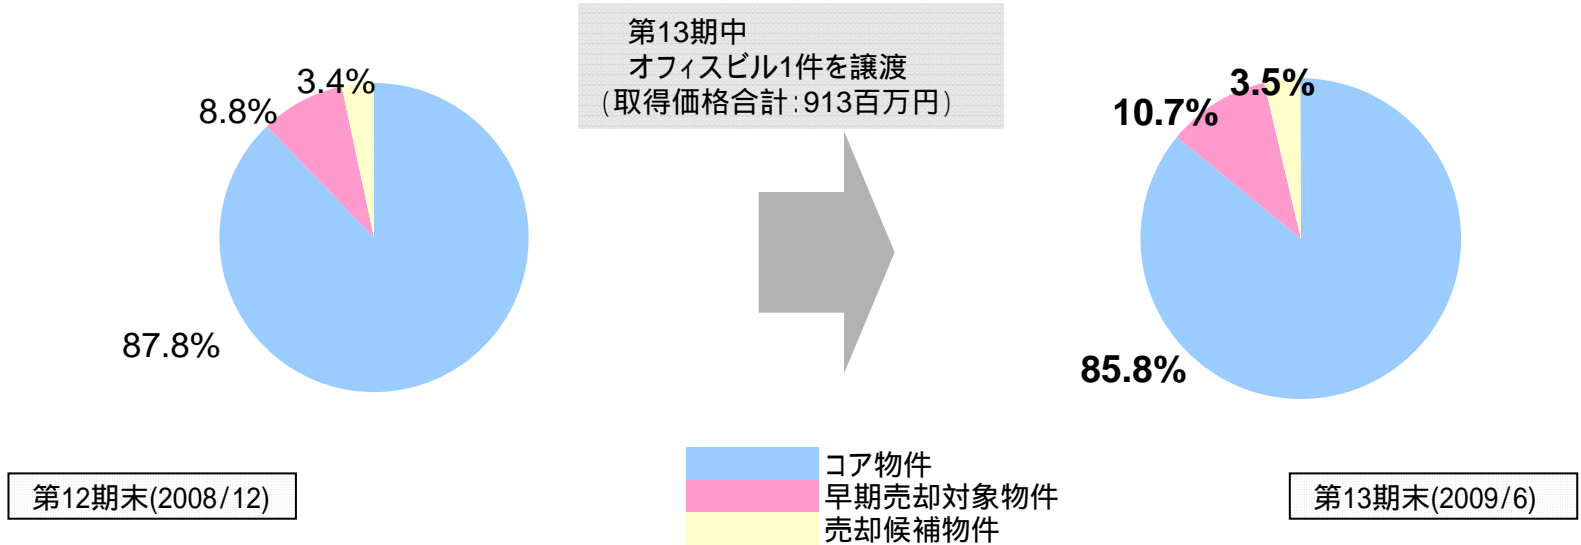 第13期中
オフィスビル1件を譲渡
(取得価格合計:913百万円)
3.4%
8.8%
87.8%
3.5%
10.7%
85.8%
コア物件
早期売却対象物件
売却候補物件
第12期末(2008/12)
第13期末(2009/6)